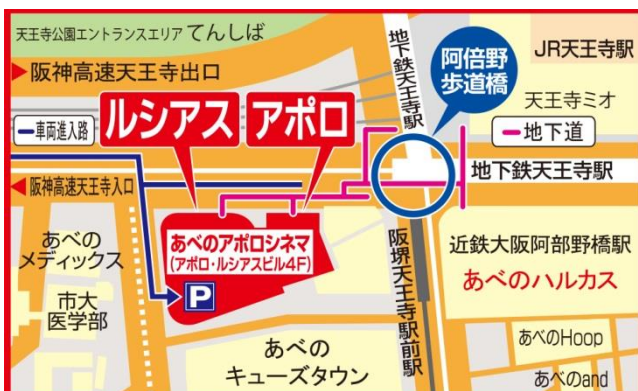 天王寺公園エントランスエリア てんしば
阪神高速天王寺出口
車両進入路
ルシアス
アポロ
地下鉄天王寺駅
阿倍野
歩道橋
JR天王寺駅
天王寺ミオ
地下道
地下鉄天王寺駅
阪神高速天王寺入口
あべの
メディックス
市大
医学部
あべのアポロシネマ
(アポロ・ルシアスビル4F)
P
あべの
キューズタウン
阪堺天王寺駅前駅
近鉄大阪阿部野橋駅
あべのハルカス
あべのHoop
あべのand